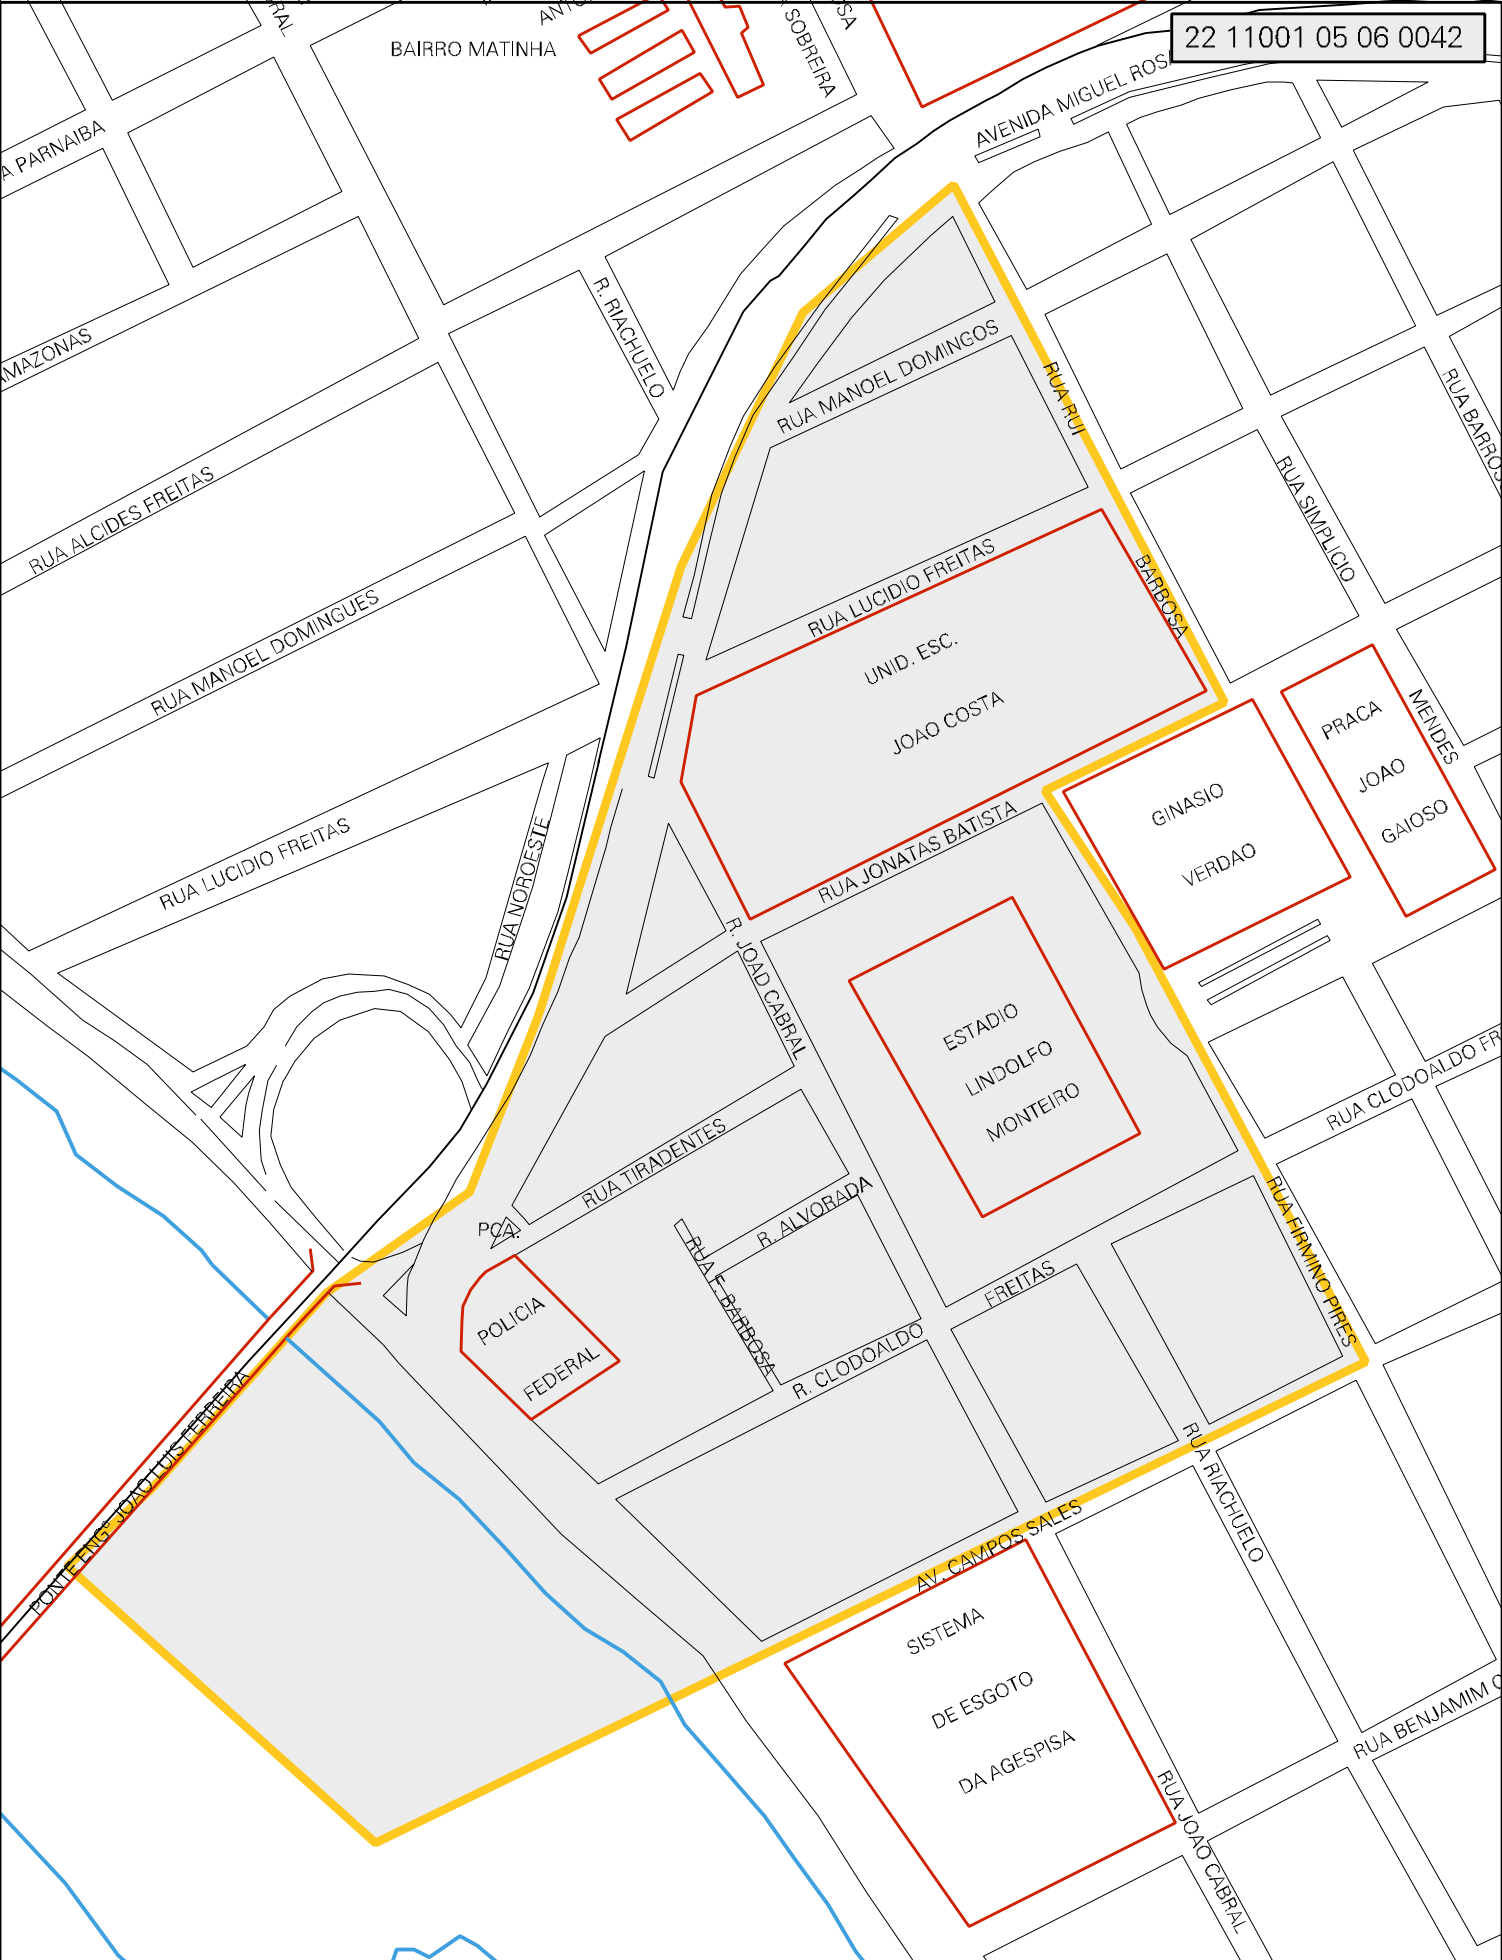 22 11001 05 06 0042
BAIRRO MATINHA
SOBREIRA
AVENIDA MIGUEL ROSA
A PARNAIBA
AMAZONAS
R. RIACHUELO
RUA MANOEL DOMINGOS
RUA RUI
BARBOSA
RUA BARROSO
RUA SIMPLICIO
MENDES
RUA ALCIDES FREITAS
RUA MANOEL DOMINGUES
RUA LUCIDIO FREITAS
RUA LUCIDIO FREITAS
RUA NOROESTE
UNID. ESC.
JOAO COSTA
PRACA
JOAO
GAIOSO
GINASIO
VERDAO
RUA JONATAS BATISTA
R. JOAO CABRAL
ESTADIO
LINDOLFO
MONTEIRO
RUA CLODOALDO FR
RUA TIRADENTES
R. ALVORADA
PCA.
RUA F. BARBOSA
RUA FIRMINO PIRES
POLICIA
FEDERAL
R. CLODOALDO
FREITAS
PONTE ENGº JOAO LUIS FERREIRA
RUA RIACHUELO
AV. CAMPOS SALES
SISTEMA
DE ESGOTO
DA AGESPISA
RUA BENJAMIM C
RUA JOAO CABRAL